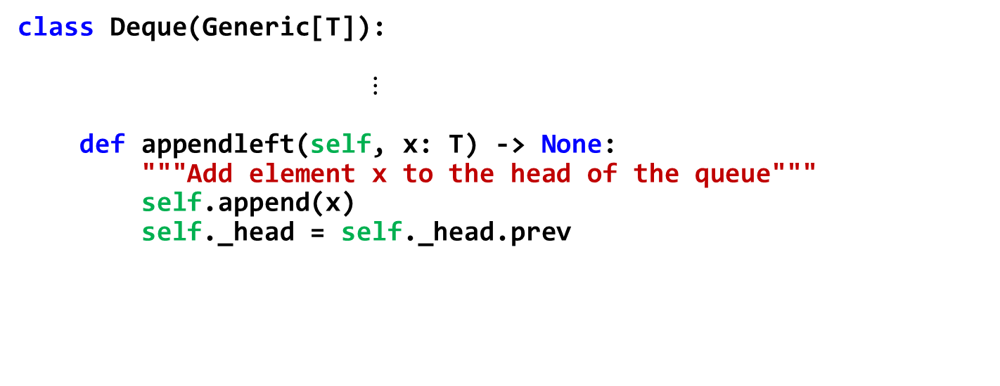 class Deque(Generic[T]):
⋮
    def appendleft(self, x: T) -> None:
        """Add element x to the head of the queue"""
        self.append(x)
        self._head = self._head.prev